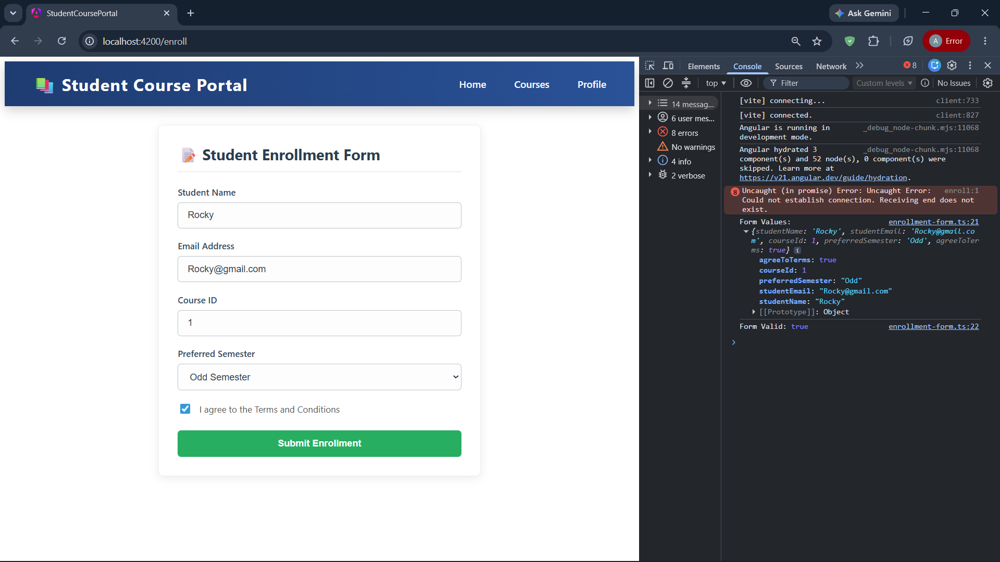 StudentCoursePortal
Ask Gemini
localhost:4200/enroll
A Error
Student Course Portal
Home
Courses
Profile
Student Enrollment Form
Student Name
Rocky
Email Address
Rocky@gmail.com
Course ID
1
Preferred Semester
Odd Semester
I agree to the Terms and Conditions
Submit Enrollment
Elements
Console
Sources
Network
8
top
Filter
Custom levels
No Issues
14 messag...
6 user mes...
8 errors
No warnings
4 info
2 verbose
[vite] connecting... client:733
[vite] connected. client:827
Angular is running in _debug_node-chunk.mjs:11068
development mode.
Angular hydrated 3 _debug_node-chunk.mjs:11068
component(s) and 52 node(s), 0 component(s) were
skipped. Learn more at
https://v21.angular.dev/guide/hydration.
8 Uncaught (in promise) Error: Uncaught Error: enroll:1
Could not establish connection. Receiving end does not
exist.
Form Values: enrollment-form.ts:21
{studentName: 'Rocky', studentEmail: 'Rocky@gmail.co
m', courseId: 1, preferredSemester: 'Odd', agreeToTer
ms: true} i
agreeToTerms: true
courseId: 1
preferredSemester: "Odd"
studentEmail: "Rocky@gmail.com"
studentName: "Rocky"
[[Prototype]]: Object
Form Valid: true enrollment-form.ts:22